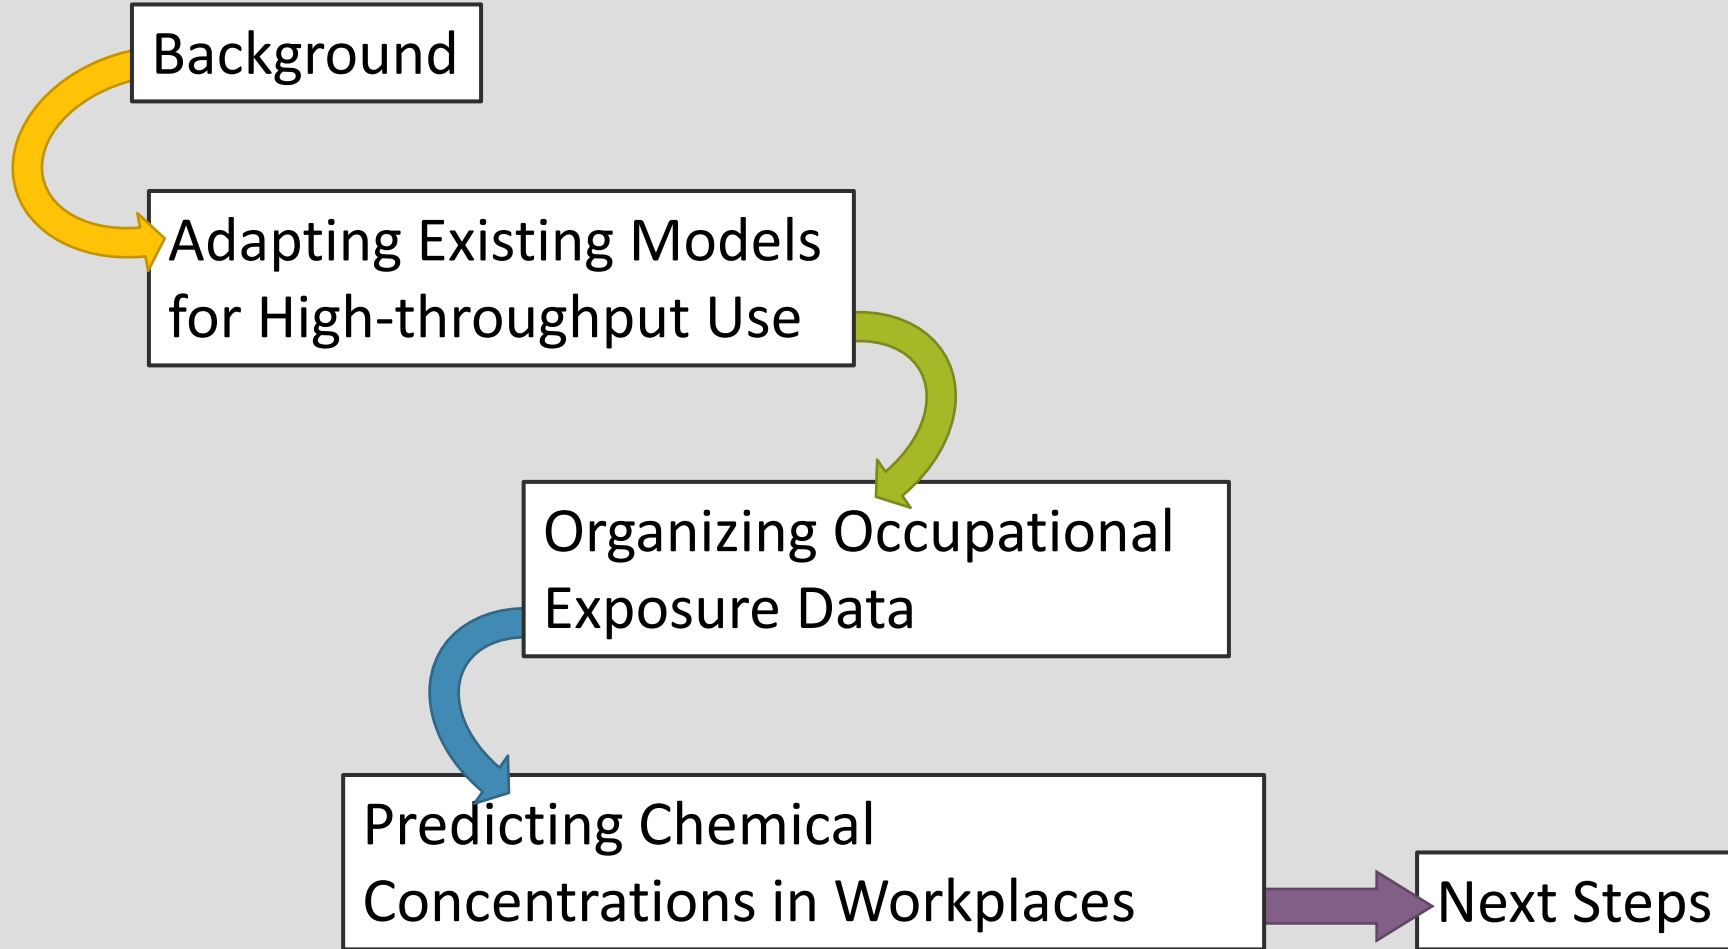 Background
Adapting Existing Models
for High-throughput Use
Organizing Occupational
Exposure Data
Predicting Chemical
Concentrations in Workplaces
Next Steps